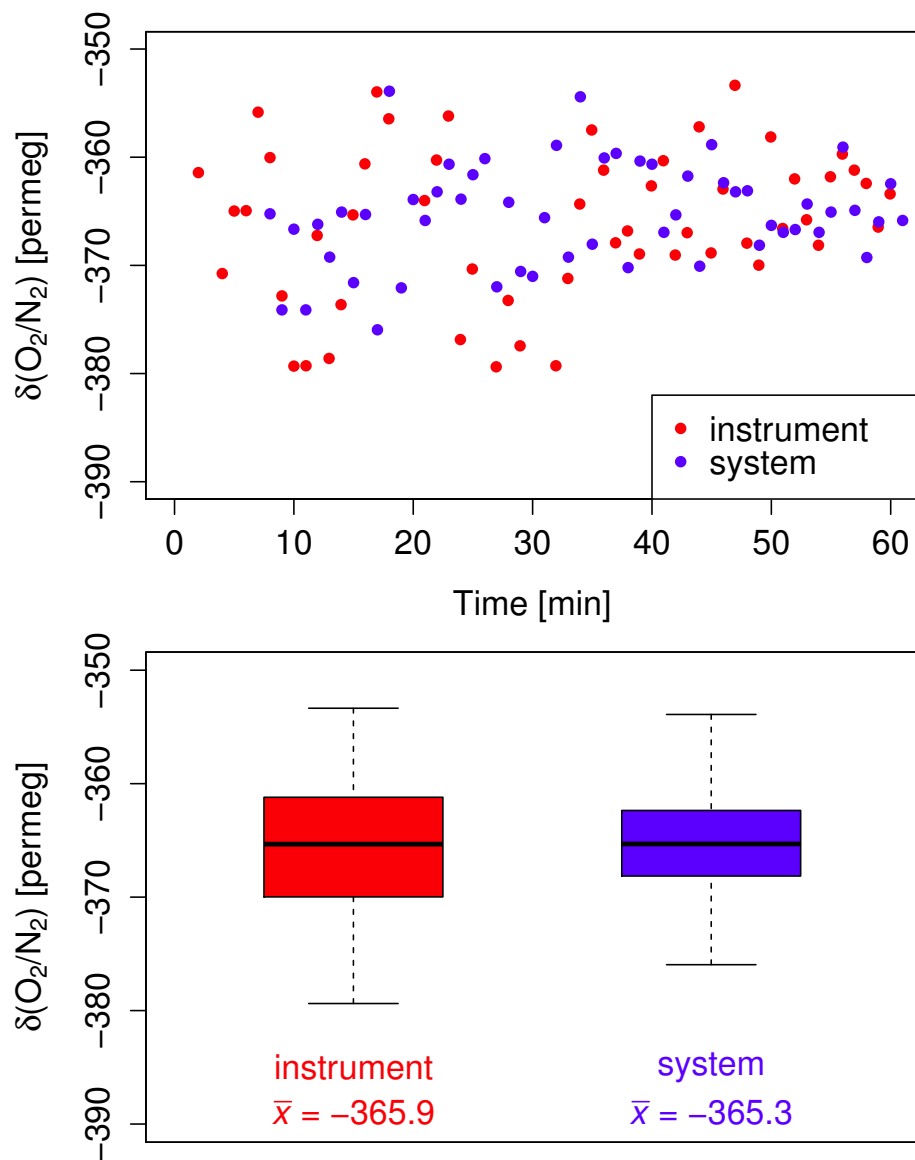 δ(O₂/N₂) [permeg]
−350
−360
−370
−380
−390
instrument
system
0 10 20 30 40 50 60
Time [min]
δ(O₂/N₂) [permeg]
−350
−360
−370
−380
−390
instrument system
x̄ = −365.9 x̄ = −365.3